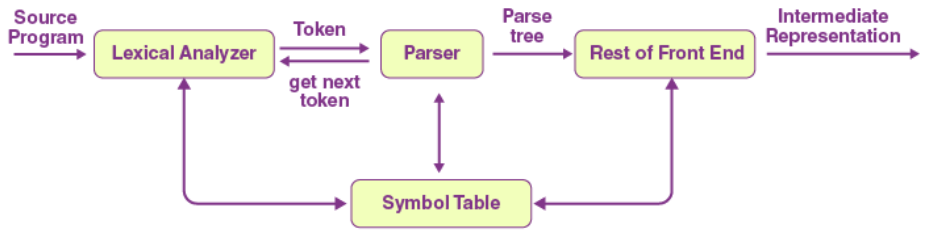 Source
Program
Lexical Analyzer
Token
get next
token
Parser
Parse
tree
Rest of Front End
Intermediate
Representation
Symbol Table